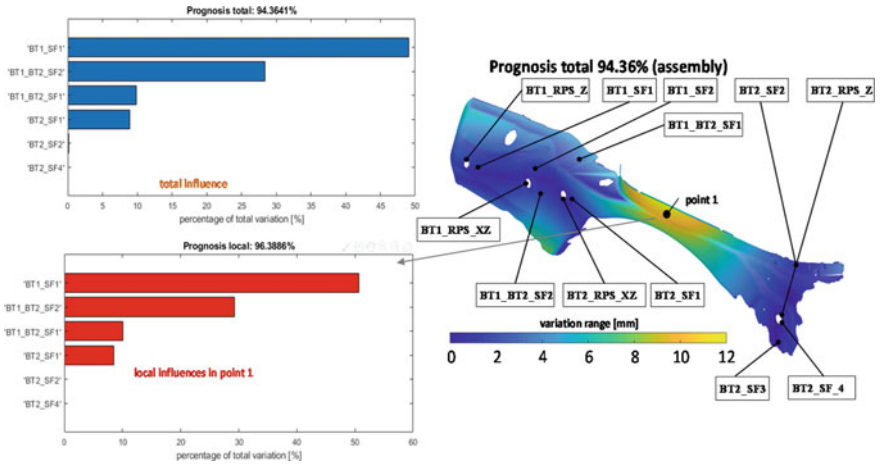 Prognosis total: 94.3641%
'BT1_SF1'
'BT1_BT2_SF2'
'BT1_BT2_SF1'
'BT2_SF1'
'BT2_SF2'
'BT2_SF4'
total influence
0 5 10 15 20 25 30 35 40 45 50
percentage of total variation [%]
Prognosis local: 96.3886%
'BT1_SF1'
'BT1_BT2_SF2'
'BT1_BT2_SF1'
'BT2_SF1'
'BT2_SF2'
'BT2_SF4'
local influences in point 1
0 10 20 30 40 50 60
percentage of total variation [%]
Prognosis total 94.36% (assembly)
BT1_RPS_Z
BT1_SF1
BT1_SF2
BT2_SF2
BT2_RPS_Z
BT1_BT2_SF1
point 1
BT1_RPS_XZ
BT1_BT2_SF2
BT2_RPS_XZ
BT2_SF1
variation range [mm]
0 2 4 6 8 10 12
BT2_SF3
BT2_SF_4